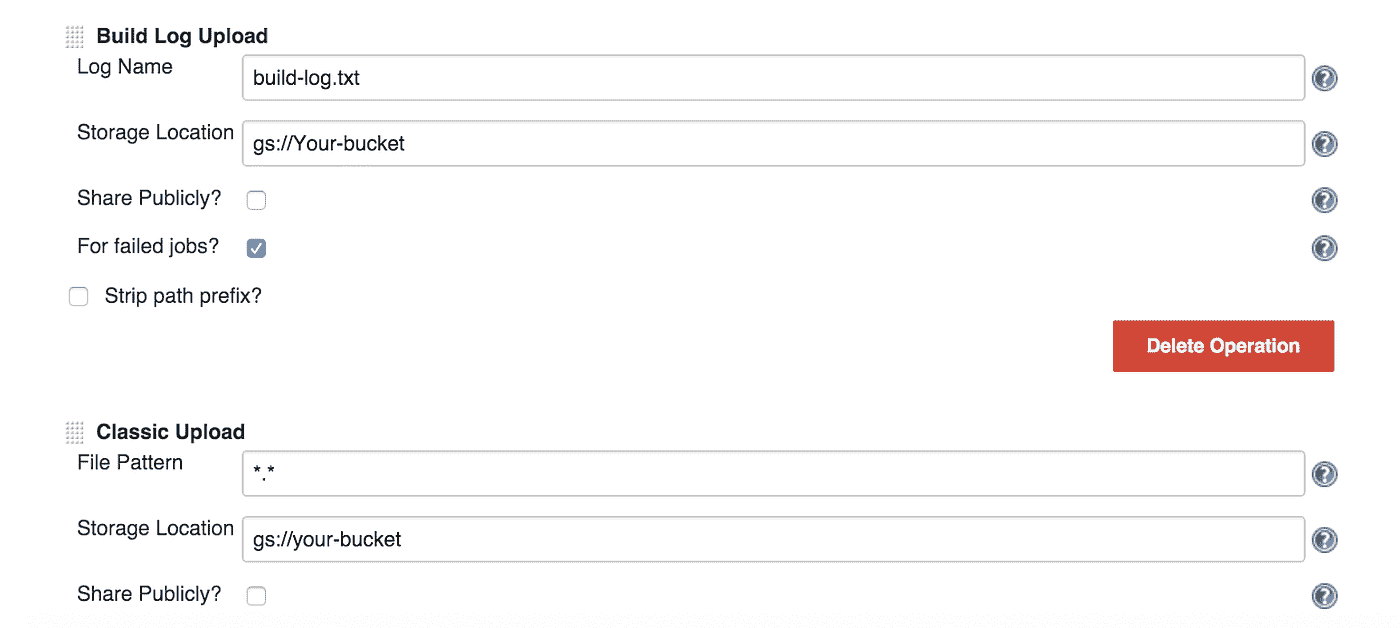 Build Log Upload
Log Name
build-log.txt
Storage Location
gs://Your-bucket
Share Publicly?
For failed jobs?
Strip path prefix?
Delete Operation
Classic Upload
File Pattern
*.*
Storage Location
gs://your-bucket
Share Publicly?